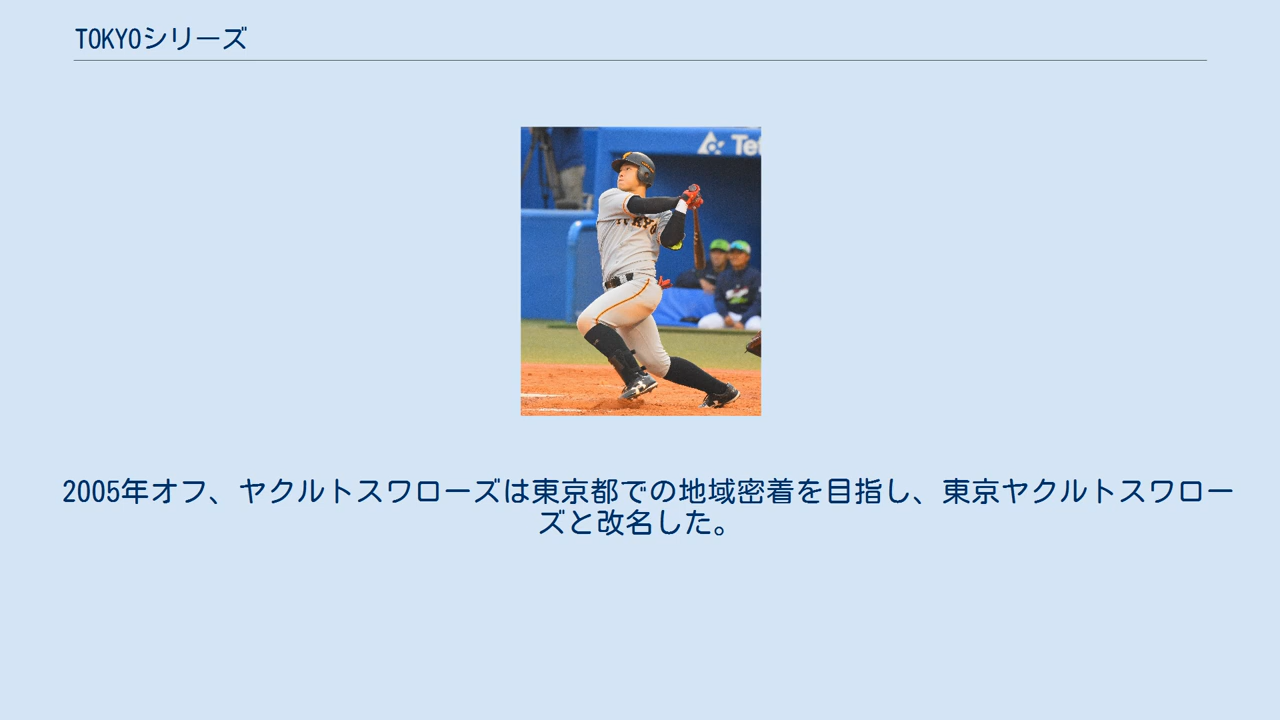 TOKYOシリーズ
Tet
TOKYO
2005年オフ、ヤクルトスワローズは東京都での地域密着を目指し、東京ヤクルトスワロー
ズと改名した。